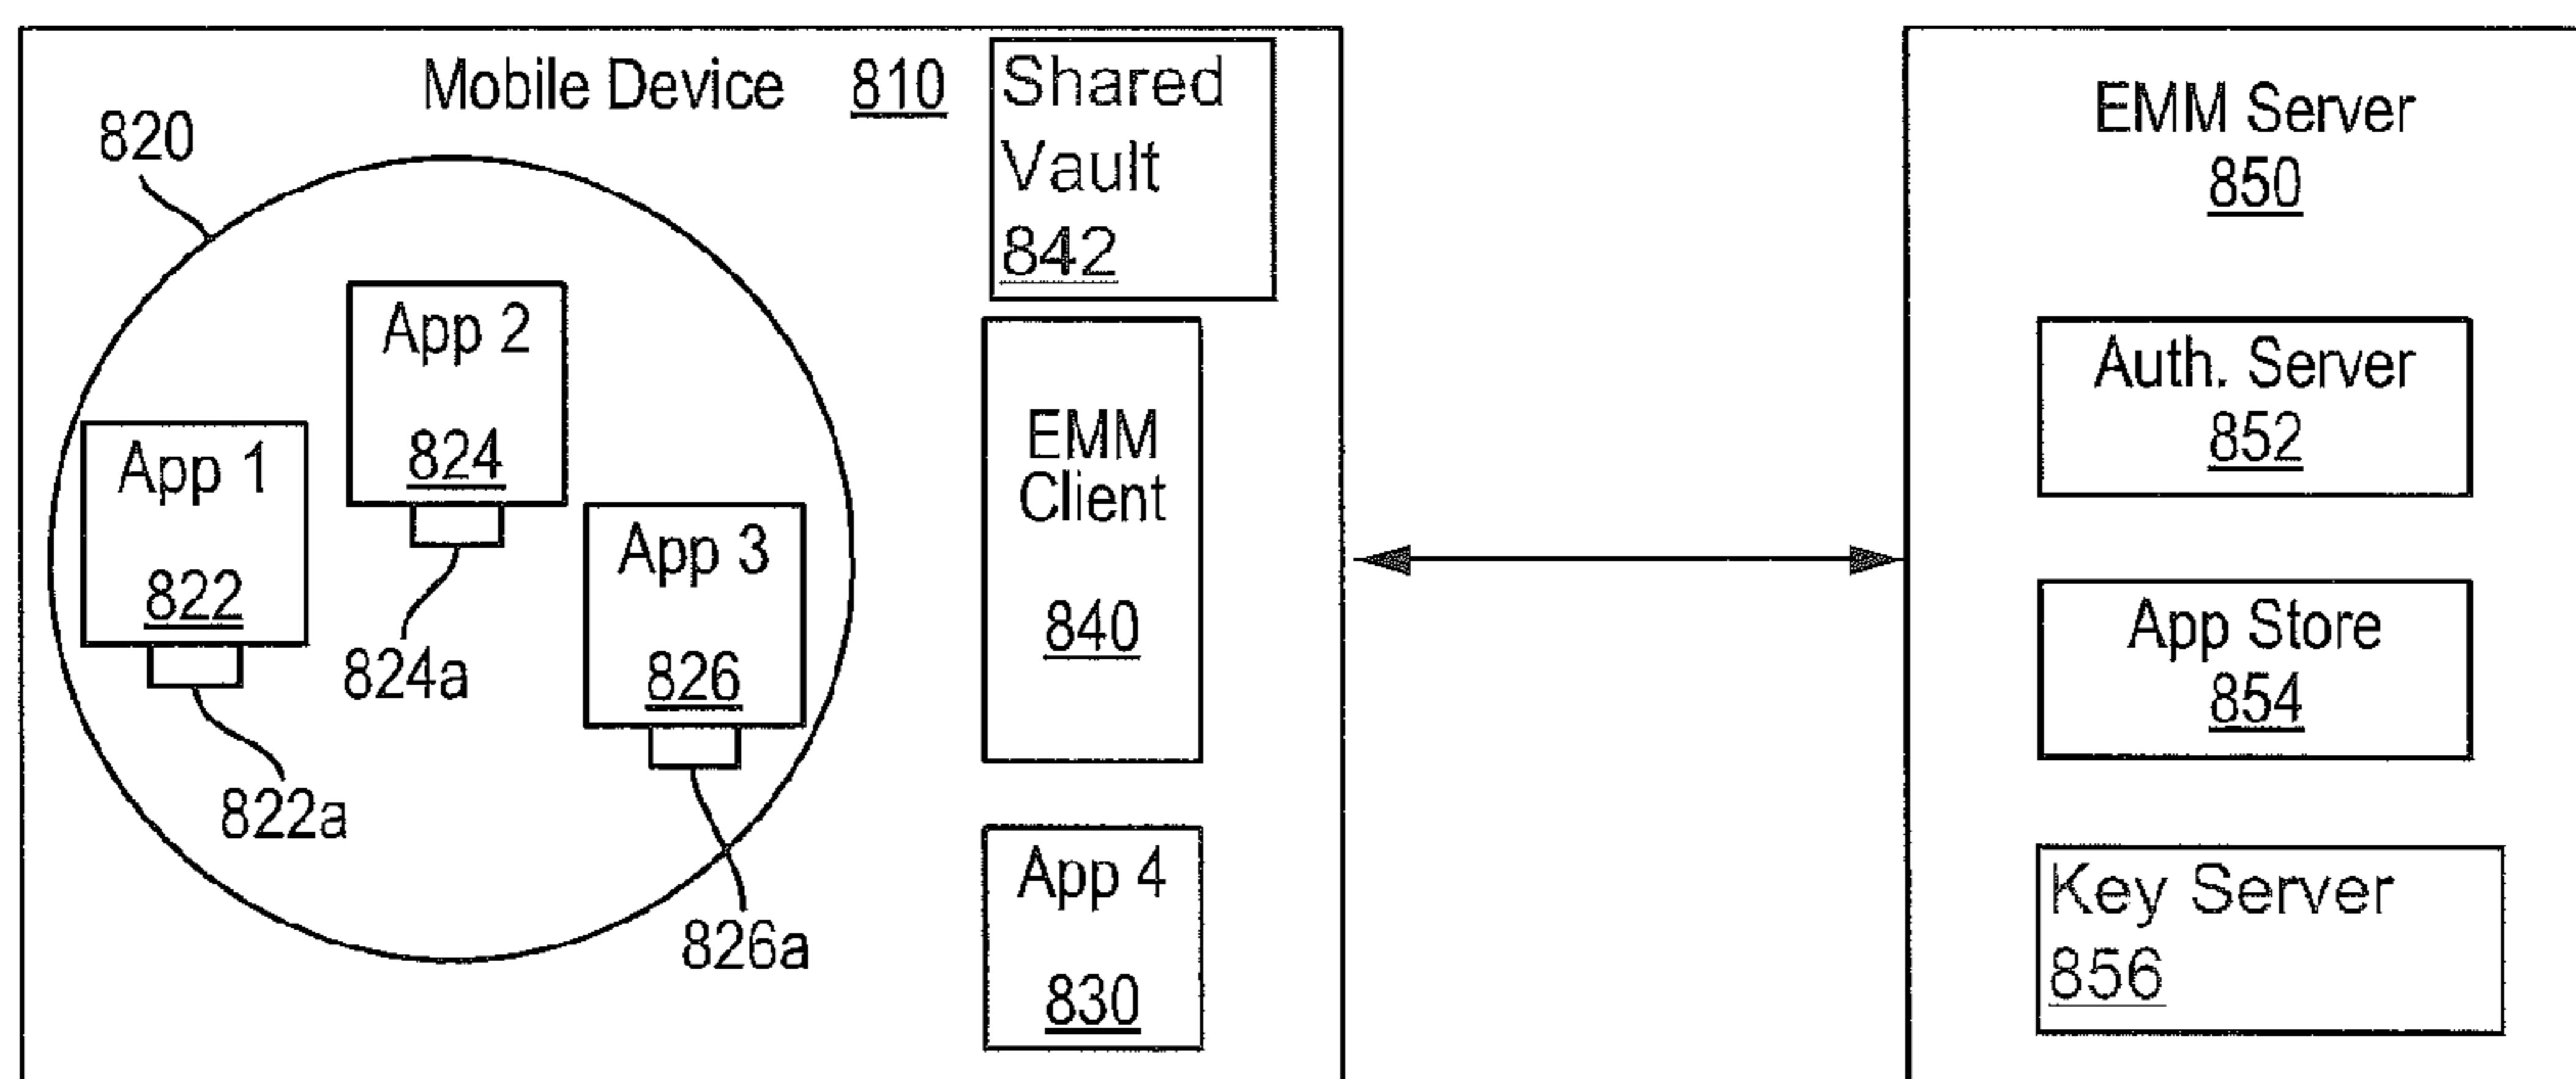 Mobile Device 810
820
Shared
Vault
842
App 2
824
824a
App 1
822
822a
App 3
826
826a
EMM
Client
840
App 4
830
EMM Server
850
Auth. Server
852
App Store
854
Key Server
856